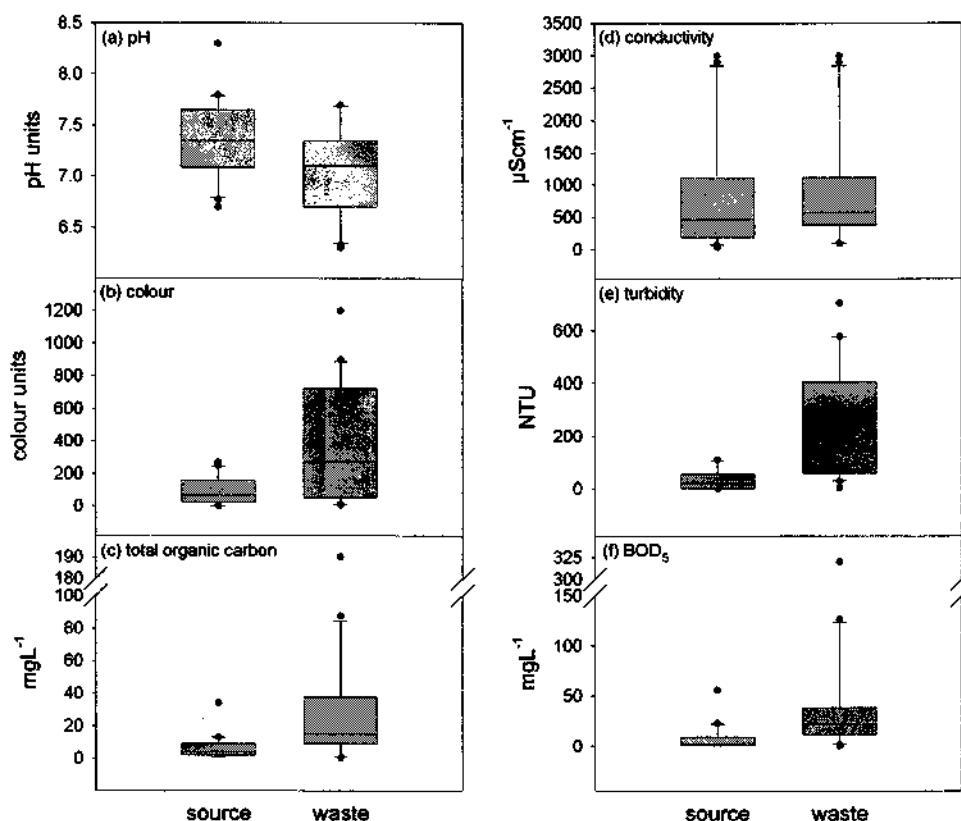 (a) pH
8.5
8.0
7.5
7.0
6.5
pH units
(b) colour
1200
1000
800
600
400
200
0
colour units
(c) total organic carbon
190
180
100
80
60
40
20
0
mgL⁻¹
source waste
(d) conductivity
3500
3000
2500
2000
1500
1000
500
0
µScm⁻¹
(e) turbidity
600
400
200
0
NTU
(f) BOD₅
325
300
150
100
50
0
mgL⁻¹
source waste